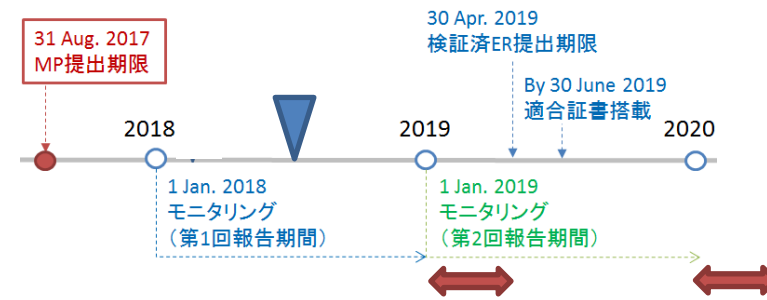 31 Aug. 2017
MP提出期限
30 Apr. 2019
検証済ER提出期限
By 30 June 2019
適合証書搭載
2018
2019
2020
1 Jan. 2018
モニタリング
（第1回報告期間）
1 Jan. 2019
モニタリング
（第2回報告期間）